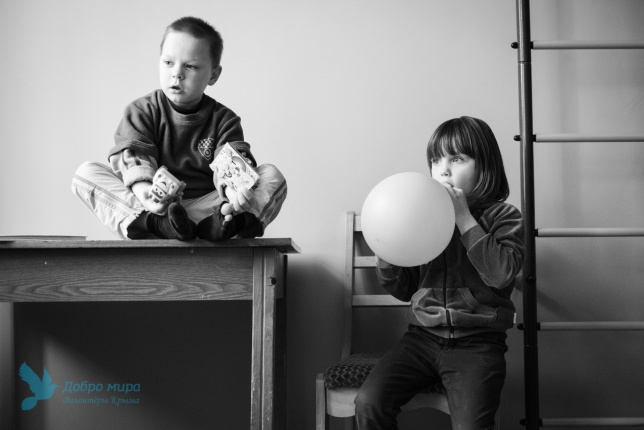 Добро мира
Волонтёры Крыма